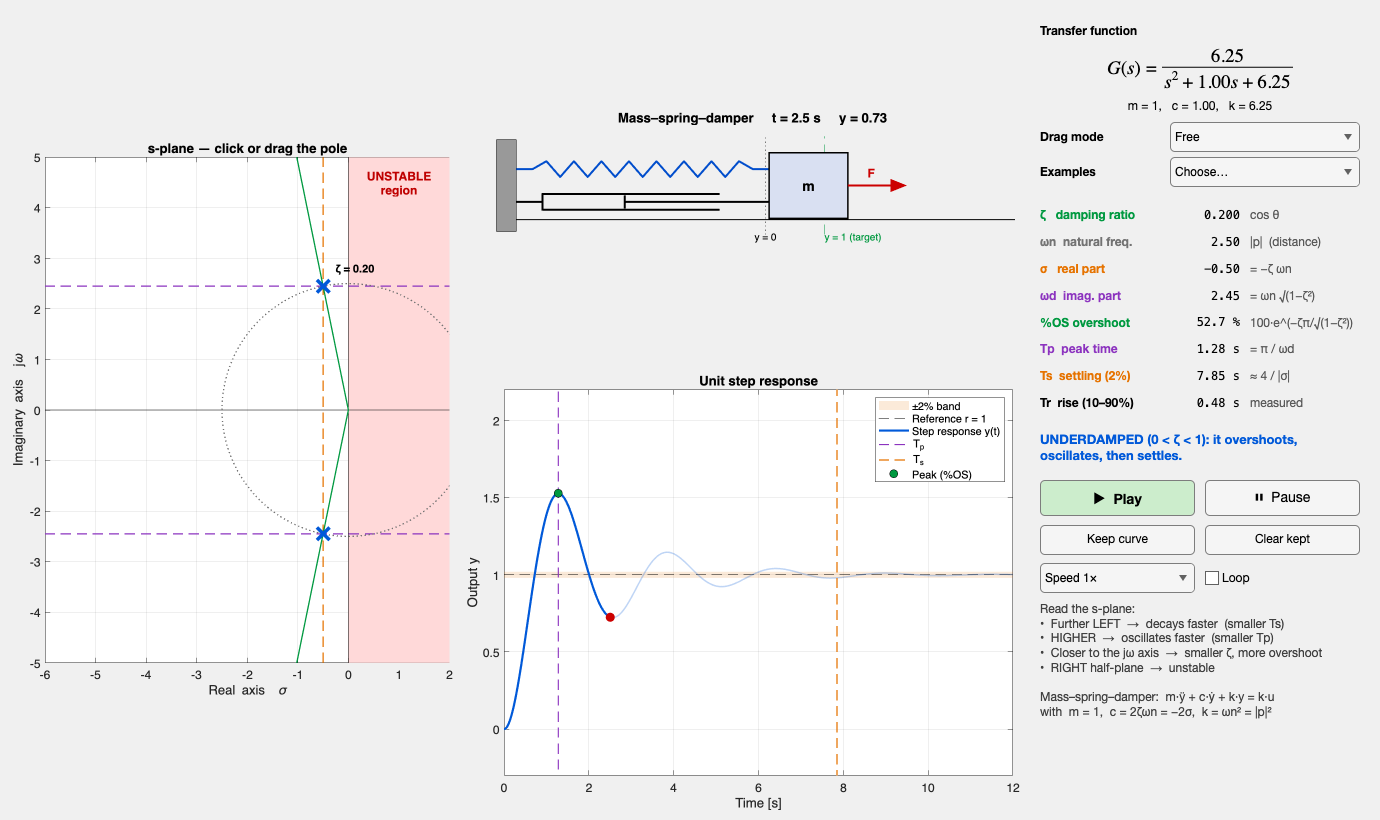 s-plane — click or drag the pole
UNSTABLE
region
ζ = 0.20
5
4
3
2
1
0
-1
-2
-3
-4
-5
-6
-5
-4
-3
-2
-1
0
1
2
Imaginary axis jω
Real axis σ
Mass–spring–damper t = 2.5 s y = 0.73
m
F
y = 0
y = 1 (target)
Unit step response
±2% band
Reference r = 1
Step response y(t)
Tp
Ts
Peak (%OS)
2
1.5
1
0.5
0
0
2
4
6
8
10
12
Output y
Time [s]
Transfer function
G(s) = 6.25 / s² + 1.00s + 6.25
m = 1, c = 1.00, k = 6.25
Drag mode Free
Examples Choose...
ζ damping ratio 0.200 cos θ
ωn natural freq. 2.50 |p| (distance)
σ real part −0.50 = −ζ ωn
ωd imag. part 2.45 = ωn √(1−ζ²)
%OS overshoot 52.7 % 100·e^(−ζπ/√(1−ζ²))
Tp peak time 1.28 s = π / ωd
Ts settling (2%) 7.85 s ≈ 4 / |σ|
Tr rise (10–90%) 0.48 s measured
UNDERDAMPED (0 < ζ < 1): it overshoots,
oscillates, then settles.
Play
Pause
Keep curve
Clear kept
Speed 1×
Loop
Read the s-plane:
• Further LEFT → decays faster (smaller Ts)
• HIGHER → oscillates faster (smaller Tp)
• Closer to the jω axis → smaller ζ, more overshoot
• RIGHT half-plane → unstable
Mass–spring–damper: m·ÿ + c·ẏ + k·y = k·u
with m = 1, c = 2ζωn = −2σ, k = ωn² = |p|²